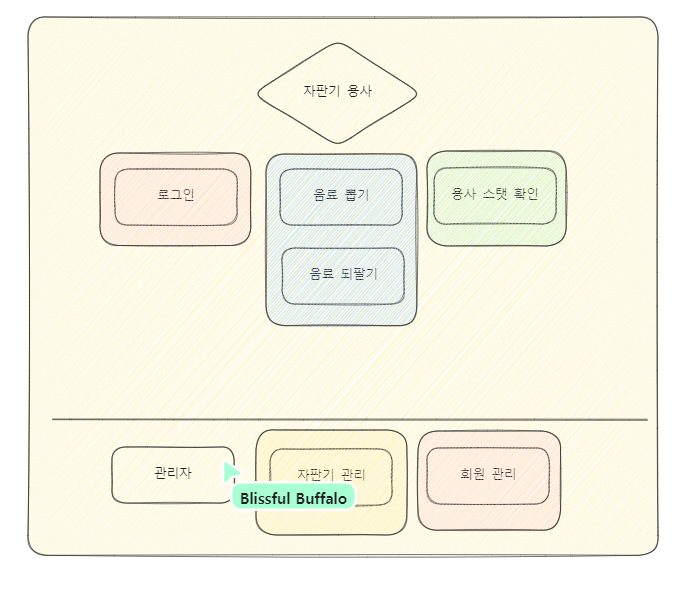 자판기 용사
로그인
음료 뽑기
용사 스탯 확인
음료 되팔기
관리자
자판기 관리
회원 관리
Blissful Buffalo